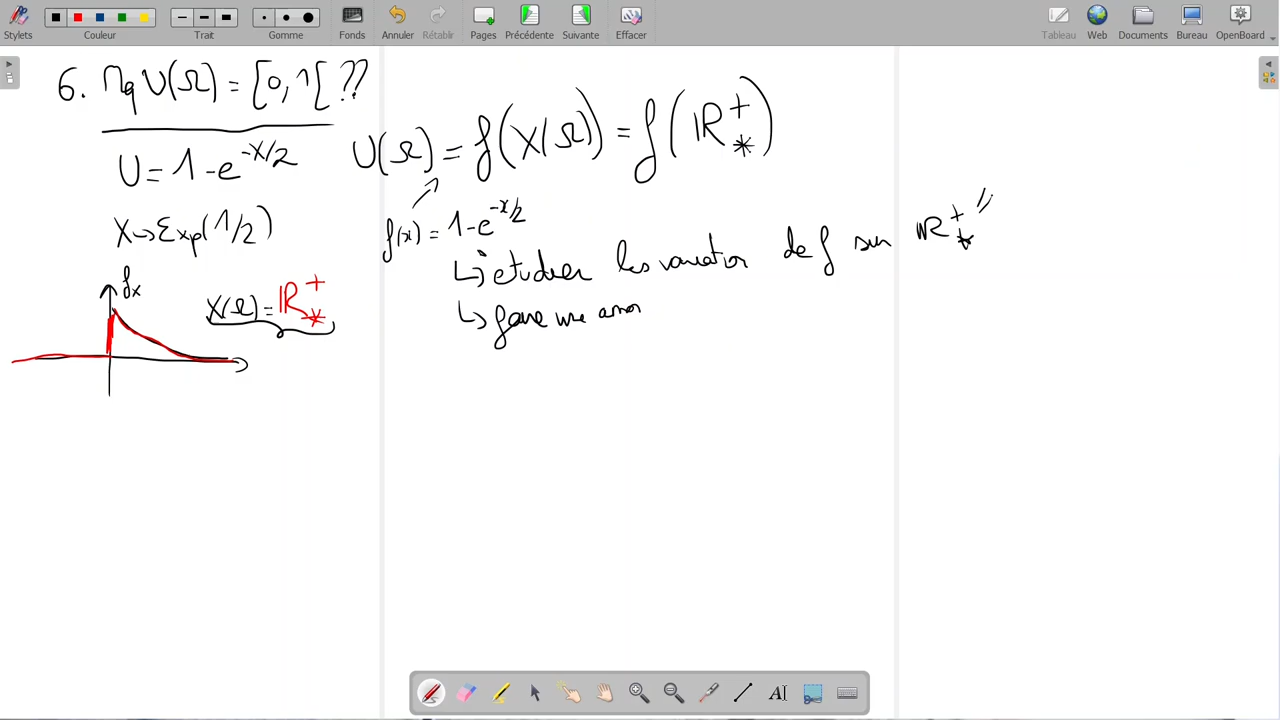 Stylets Couleur Trait Gomme Fonds Annuler Rétablir Pages Précédente Suivante Effacer Tableau Web Documents Bureau OpenBoard
6. Mq U(Ω) = [0,1[ ??
U = 1 - e^{-X/2}
X ↪ Exp(1/2)
f_X
X(Ω) = ℝ^+_*
U(Ω) = f(X(Ω)) = f(ℝ^+_*)
f(x) = 1 - e^{-x/2}
↪ étudier les variation de f sur ℝ^+_* //
↪ faire une